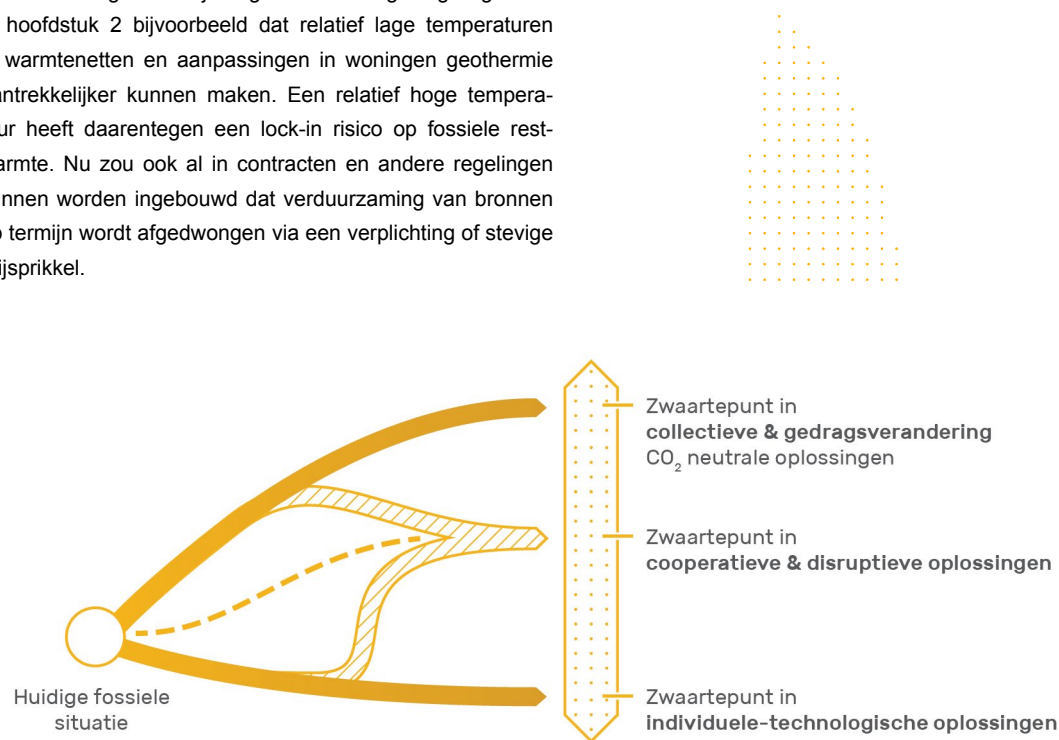 hoofdstuk 2 bijvoorbeeld dat relatief lage temperaturen
warmtenetten en aanpassingen in woningen geothermie
antrekkelijker kunnen maken. Een relatief hoge tempera-
ur heeft daarentegen een lock-in risico op fossiele rest-
armte. Nu zou ook al in contracten en andere regelingen
nnen worden ingebouwd dat verduurzaming van bronnen
termijn wordt afgedwongen via een verplichting of stevige
ijsprikkel.
Zwaartepunt in
collectieve & gedragsverandering
CO₂ neutrale oplossingen
Zwaartepunt in
cooperatieve & disruptieve oplossingen
Huidige fossiele
situatie
Zwaartepunt in
individuele-technologische oplossingen